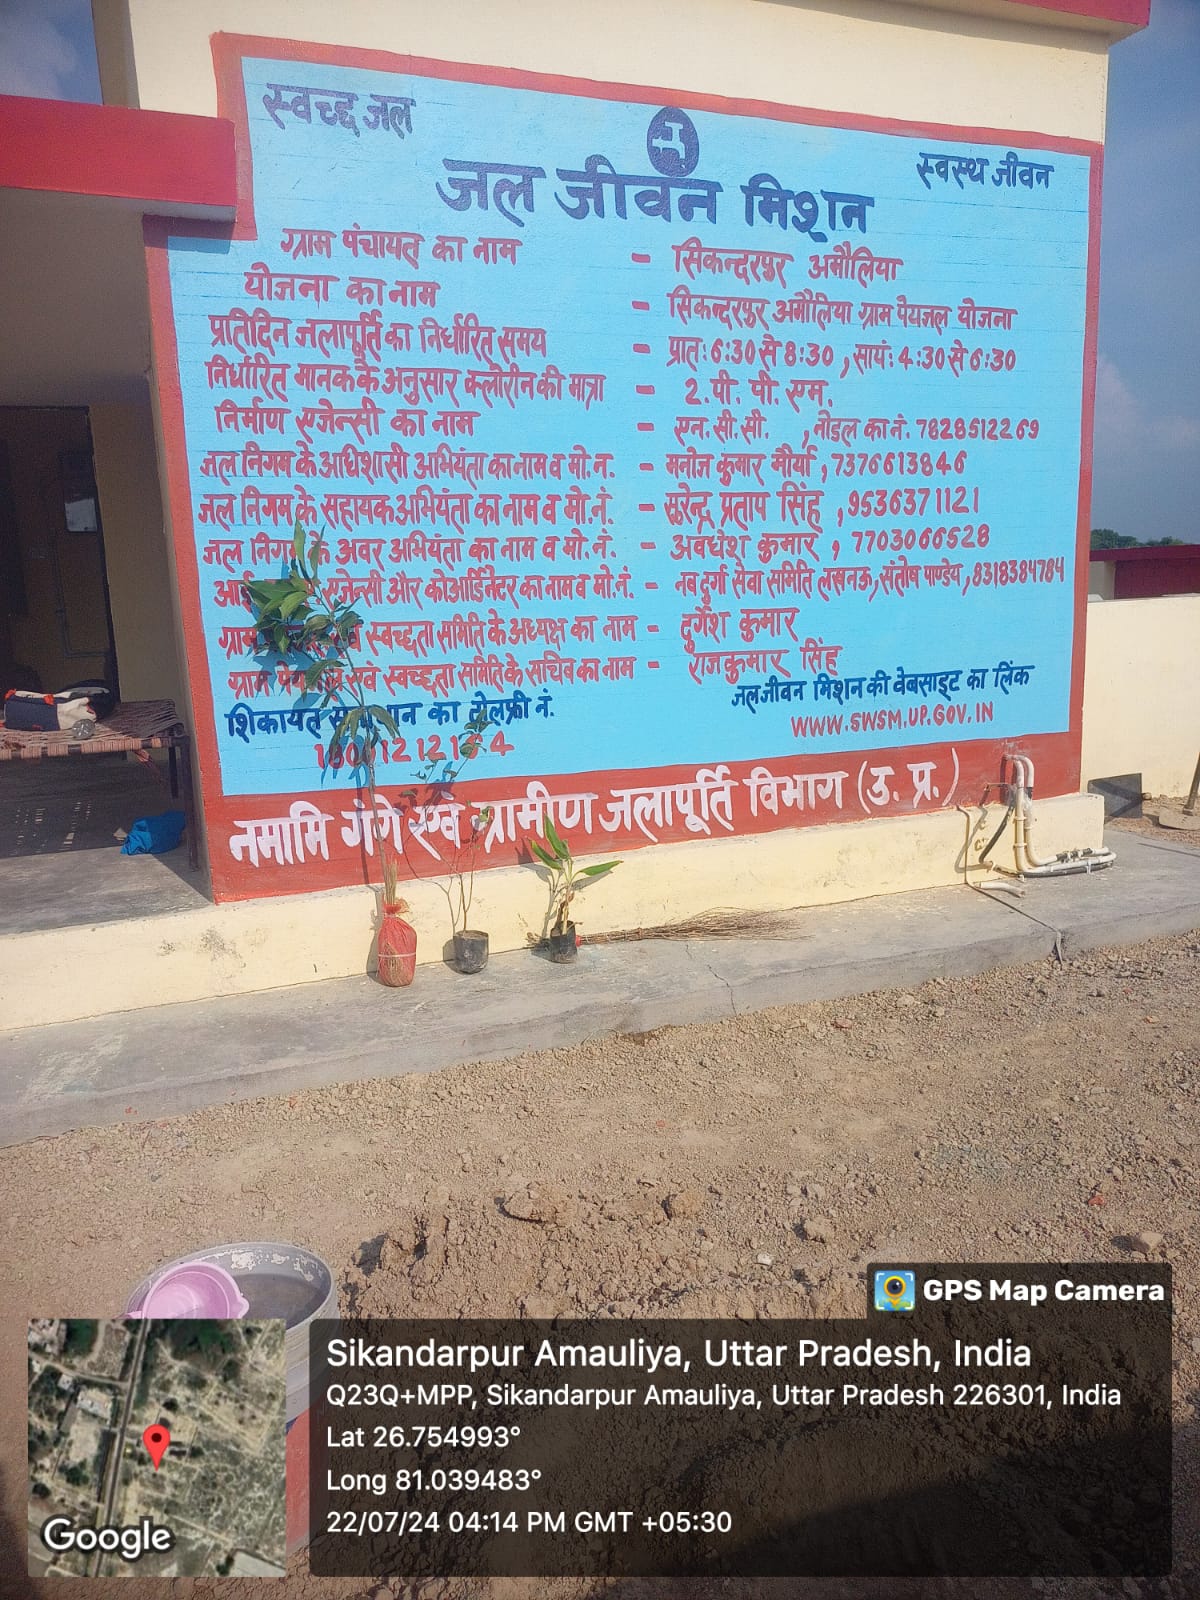 स्वच्छ जल
जल जीवन मिशन
स्वस्थ जीवन
ग्राम पंचायत का नाम - सिकन्दरपुर अमौलिया
योजना का नाम - सिकन्दरपुर अमौलिया ग्राम पेयजल योजना
प्रतिदिन जलापूर्ति का निर्धारित समय - प्रातः 6:30 से 8:30, सायंः 4:30 से 6:30
निर्धारित मानक के अनुसार क्लोरीन की मात्रा - 2. पी. पी. एम.
निर्माण एजेन्सी का नाम - एन. सी. सी. , नोडल का नं. 7828512269
जल निगम के अधिशासी अभियंता का नाम व मो. न. - मनोज कुमार मौर्या, 7376613846
जल निगम के सहायक अभियंता का नाम व मो. नं. - सुरेन्द्र प्रताप सिंह, 9536371121
जल निगम के अवर अभियंता का नाम व मो. नं. - अवधेश कुमार, 7703066528
एजेन्सी और कोआर्डिनेटर का नाम व मो. नं. - नव दुर्गा सेवा समिति लखनऊ, संतोष पाण्डेय, 8318384784
ग्राम एवं स्वच्छता समिति के अध्यक्ष का नाम - दुर्गेश कुमार
ग्राम एवं स्वच्छता समिति के सचिव का नाम - राजकुमार सिंह
शिकायत का टोलफ्री नं.
जल जीवन मिशन की वेबसाइट का लिंक
WWW.SWSM.UP.GOV.IN
नमामि गंगे एवं ग्रामीण जलापूर्ति विभाग (उ. प्र.)
GPS Map Camera
Sikandarpur Amauliya, Uttar Pradesh, India
Q23Q+MPP, Sikandarpur Amauliya, Uttar Pradesh 226301, India
Lat 26.754993°
Long 81.039483°
22/07/24 04:14 PM GMT +05:30
Google